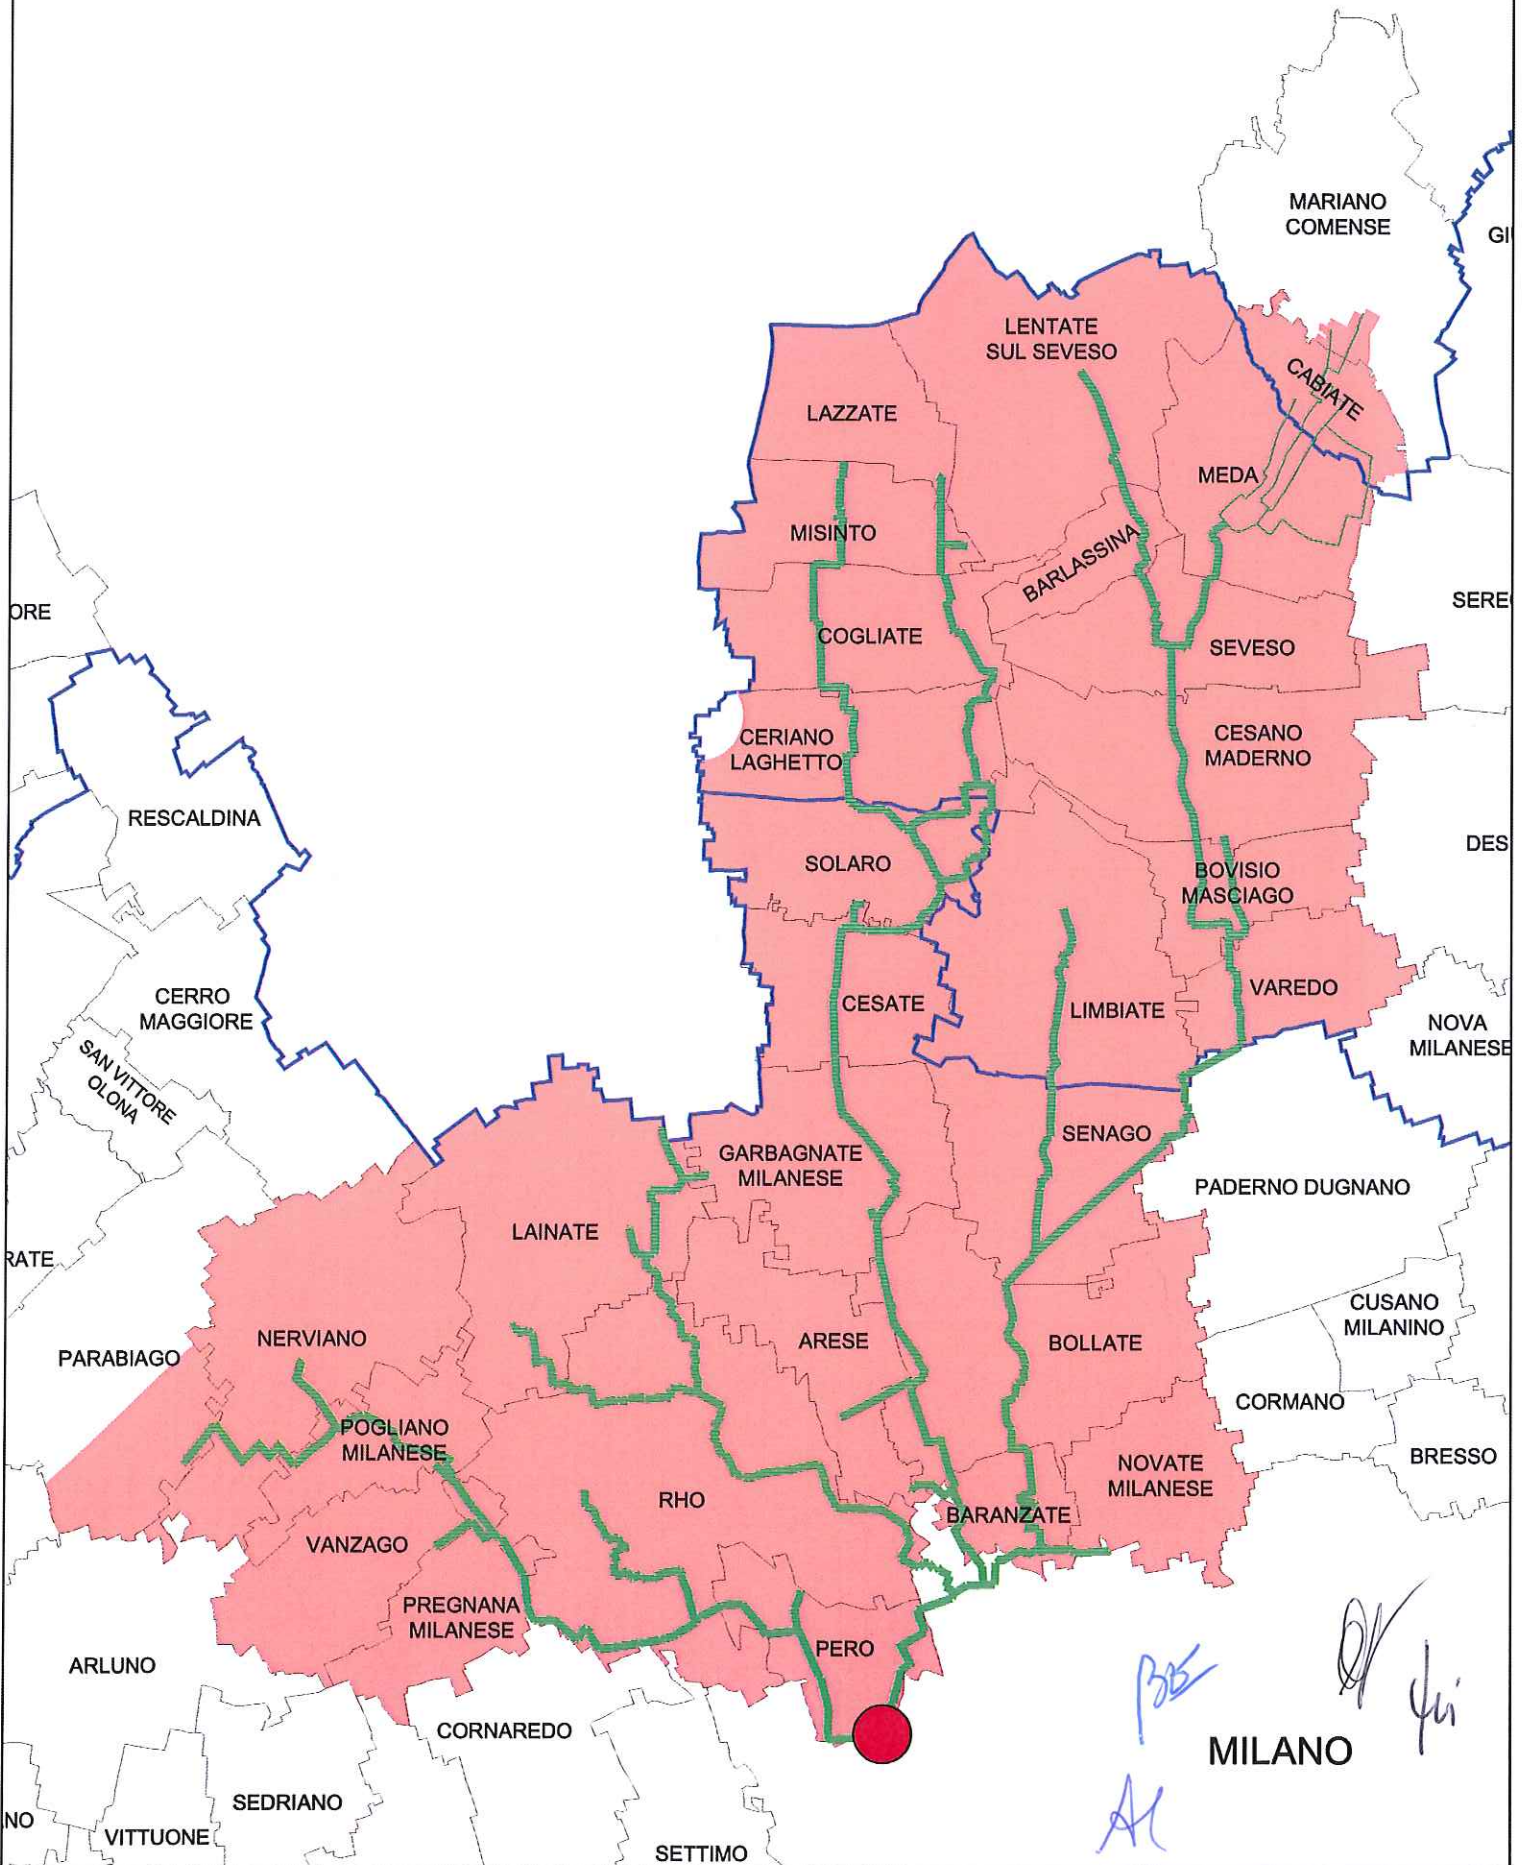 MARIANO
COMENSE
GI
LENTATE
SUL SEVESO
CABIATE
LAZZATE
MEDA
MISINTO
BARLASSINA
ORE
SERE
COGLIATE
SEVESO
CERIANO
LAGHETTO
CESANO
MADERNO
RESCALDINA
DES
SOLARO
BOVISIO
MASCIAGO
CERRO
MAGGIORE
CESATE
LIMBIATE
VAREDO
NOVA
MILANESE
SAN VITTORE
OLONA
SENAGO
GARBAGNATE
MILANESE
PADERNO DUGNANO
LAINATE
RATE
CUSANO
MILANINO
NERVIANO
ARESE
BOLLATE
PARABIAGO
CORMANO
POGLIANO
MILANESE
BRESSO
NOVATE
MILANESE
RHO
BARANZATE
VANZAGO
PREGNANA
MILANESE
PERO
ARLUNO
CORNAREDO
MILANO
SEDRIANO
NO
VITTUONE
SETTIMO